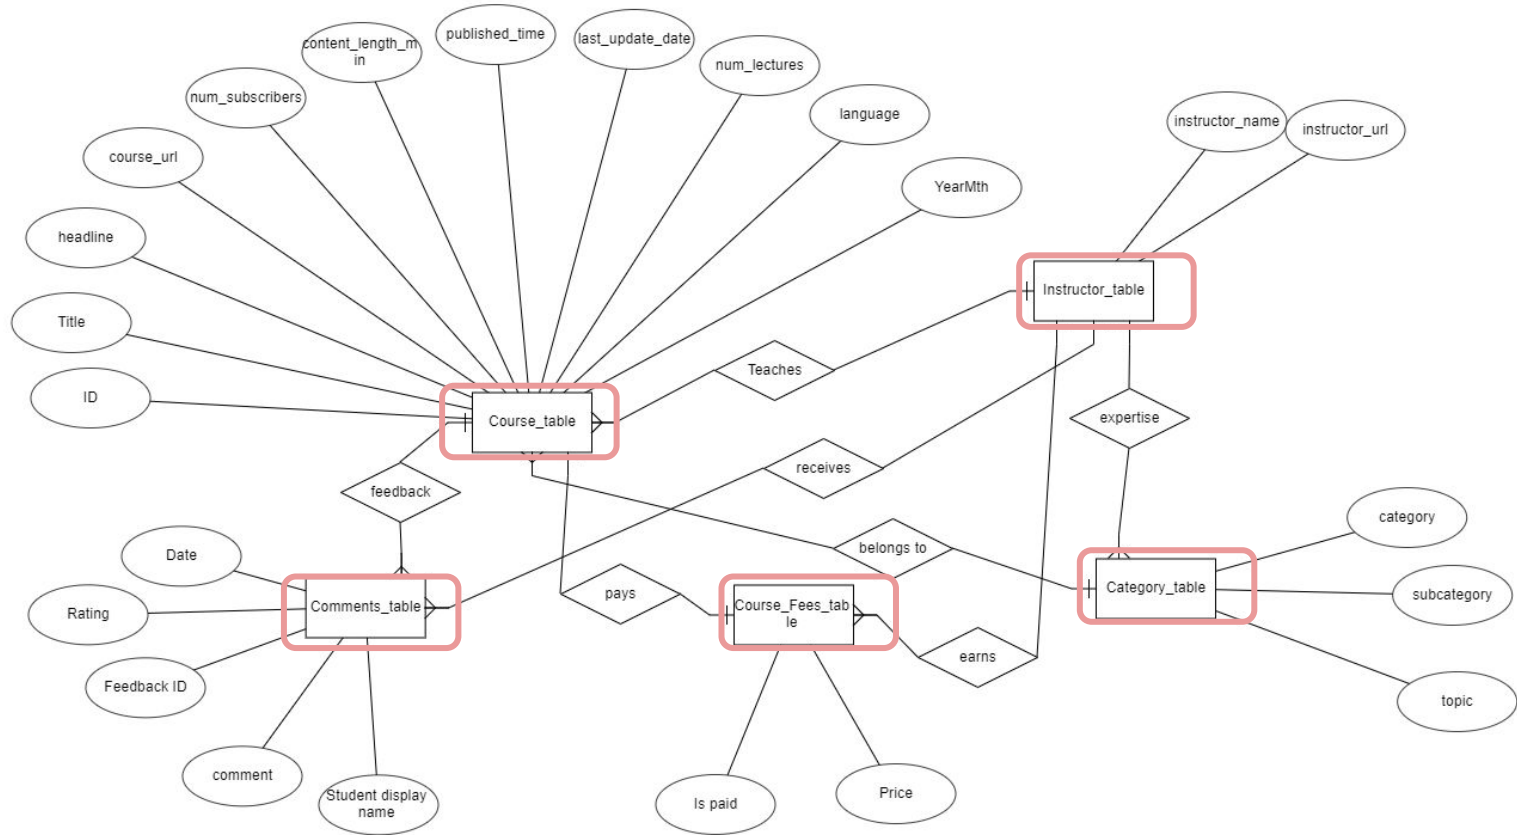 content_length_m
in
published_time
last_update_date
num_lectures
num_subscribers
language
instructor_name
instructor_url
course_url
YearMth
headline
Instructor_table
Title
Teaches
ID
Course_table
expertise
receives
feedback
category
Date
belongs to
Category_table
subcategory
pays
Comments_table
Course_Fees_tab
le
Rating
earns
Feedback ID
topic
comment
Student display
name
Is paid
Price